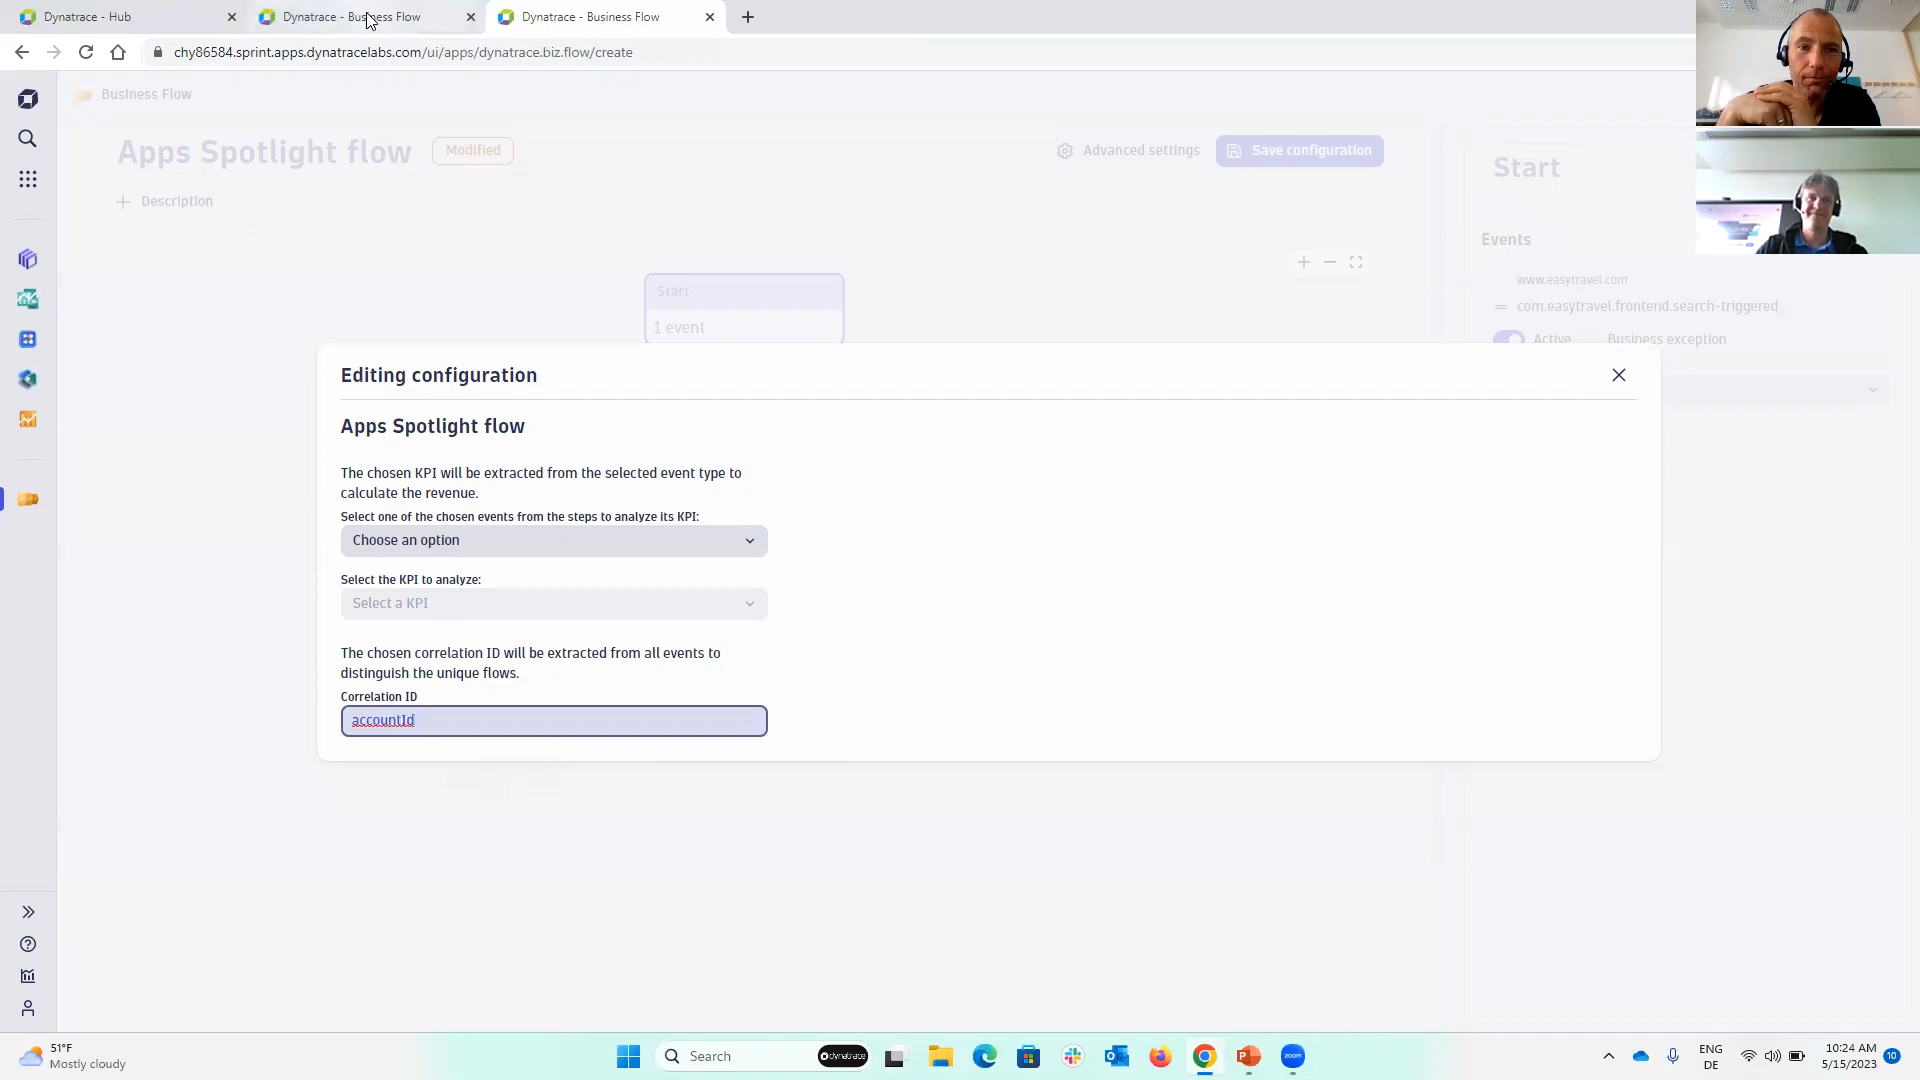 Dynatrace - Hub
Dynatrace - Business Flow
Dynatrace - Business Flow
chy86584.sprint.apps.dynatracelabs.com/ui/apps/dynatrace.biz.flow/create
Business Flow
Apps Spotlight flow
Modified
Advanced settings
Save configuration
Start
Description
Events
www.easytravel.com
com.easytravel.frontend.search-triggered
Active
Business exception
Start
1 event
Editing configuration
Apps Spotlight flow
The chosen KPI will be extracted from the selected event type to
calculate the revenue.
Select one of the chosen events from the steps to analyze its KPI:
Choose an option
Select the KPI to analyze:
Select a KPI
The chosen correlation ID will be extracted from all events to
distinguish the unique flows.
Correlation ID
accountId
51°F
Mostly cloudy
Search
dynatrace
zoom
ENG
DE
10:24 AM
5/15/2023
10